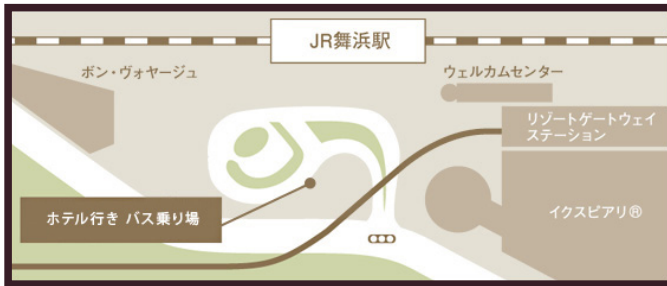 JR舞浜駅
ボン・ヴォヤージュ
ウェルカムセンター
リゾートゲートウェイ
ステーション
ホテル行き バス乗り場
イクスピアリ㊊